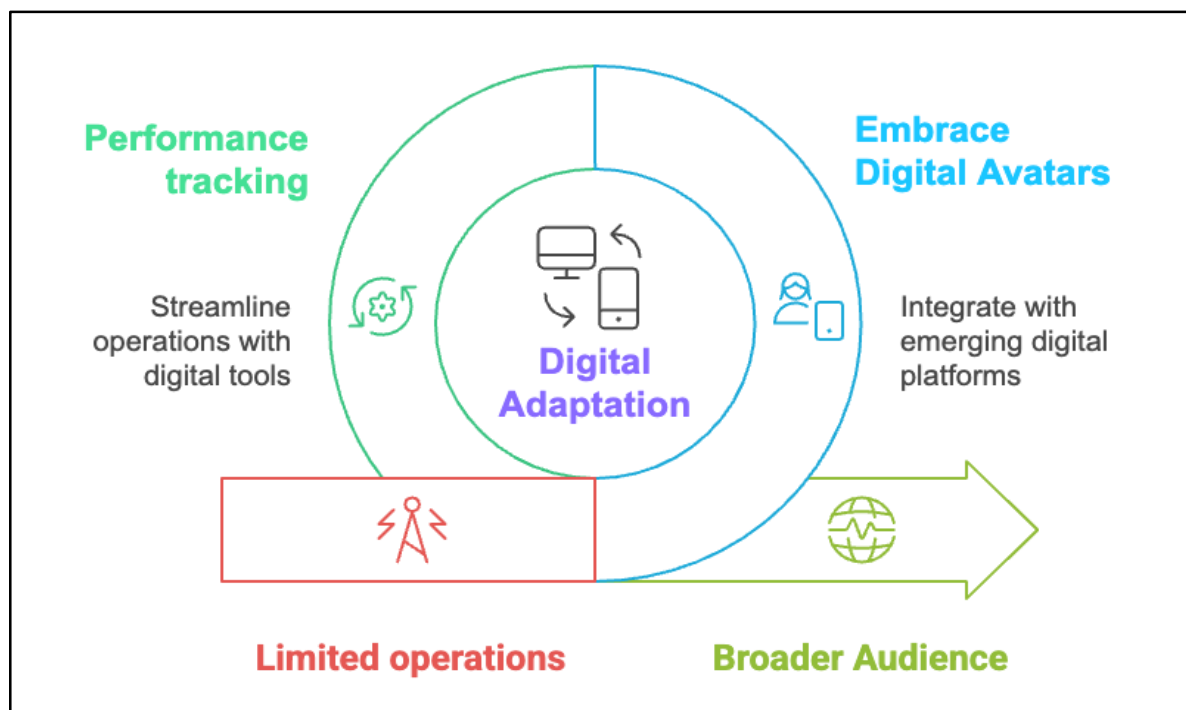 Performance
tracking
Streamline
operations with
digital tools
Digital
Adaptation
Embrace
Digital Avatars
Integrate with
emerging digital
platforms
Limited operations
Broader Audience